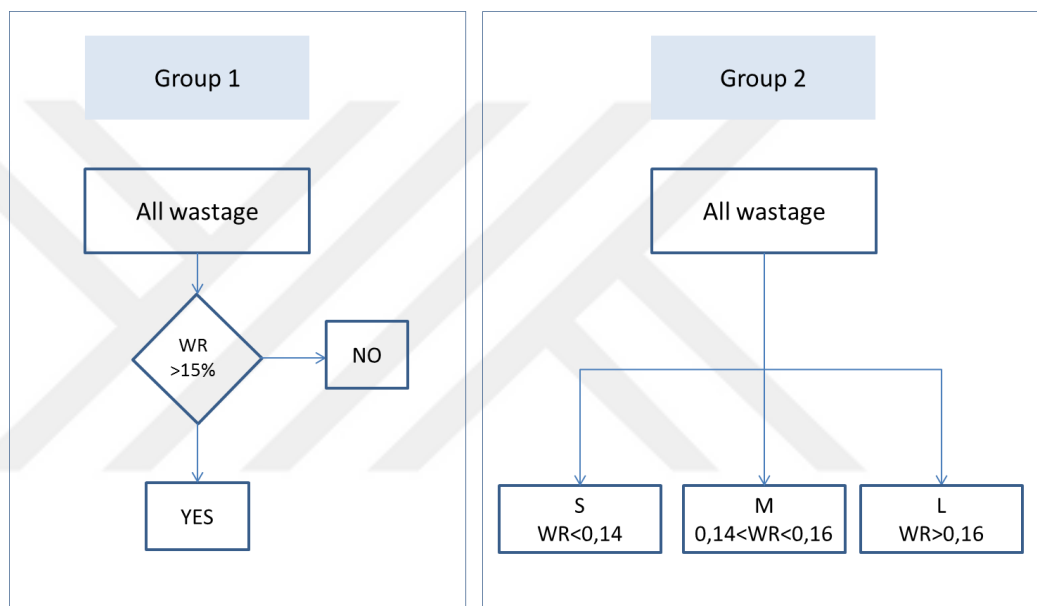 Group 1
All wastage
WR
>15%
NO
YES
Group 2
All wastage
S
WR<0,14
M
0,14<WR<0,16
L
WR>0,16